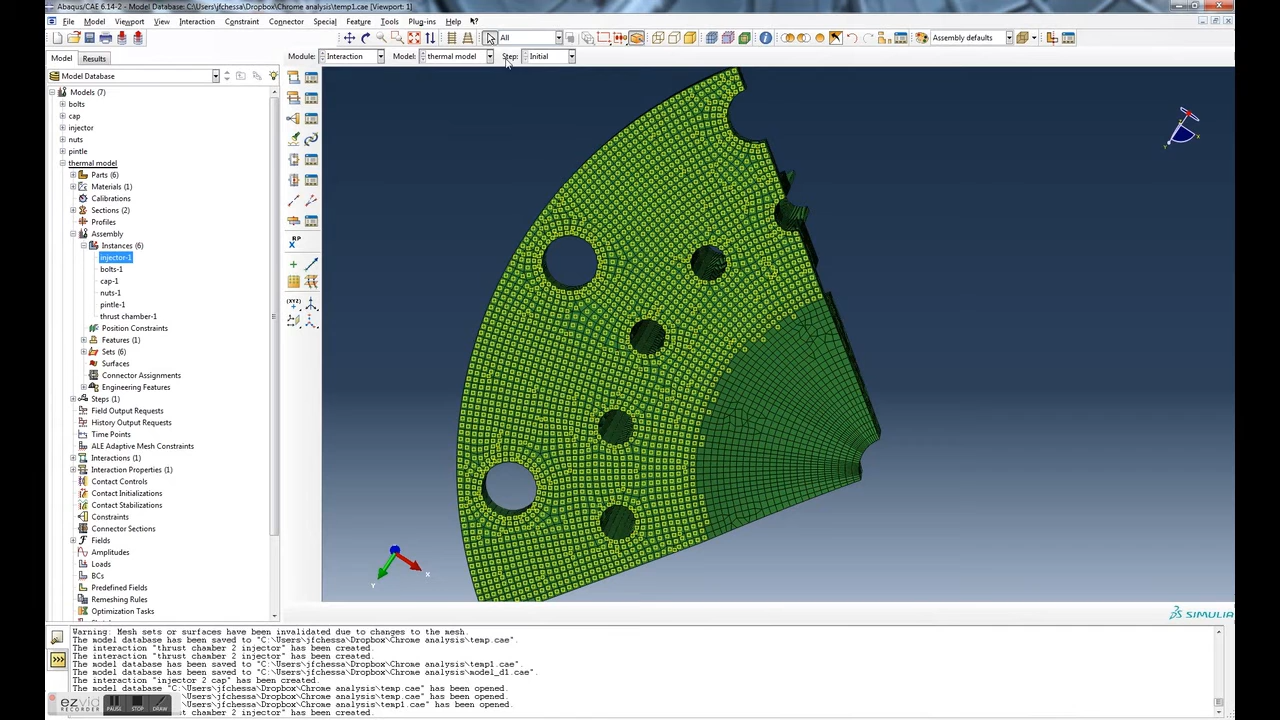 Abaqus/CAE 6.14-2 - Model Database: C:\Users\jfchessa\Dropbox\Chrome analysis\temp1.cae [Viewport: 1]
File Model Viewport View Interaction Constraint Connector Special Feature Tools Plug-ins Help
All Assembly defaults
Model Results Module: Interaction Model: thermal model Step: Initial
Model Database
Models (7)
bolts
cap
injector
nuts
pintle
thermal model
Parts (6)
Materials (1)
Calibrations
Sections (2)
Profiles
Assembly
Instances (6)
injector-1
bolts-1
cap-1
nuts-1
pintle-1
thrust chamber-1
Position Constraints
Features (1)
Sets (6)
Surfaces
Connector Assignments
Engineering Features
Steps (1)
Field Output Requests
History Output Requests
Time Points
ALE Adaptive Mesh Constraints
Interactions (1)
Interaction Properties (1)
Contact Controls
Contact Initializations
Contact Stabilizations
Constraints
Connector Sections
Fields
Amplitudes
Loads
BCs
Predefined Fields
Remeshing Rules
Optimization Tasks
RP
(XYZ)
Y
X
SIMULIA
Warning: Mesh sets or surfaces have been invalidated due to changes to the mesh.
The model database has been saved to "C:\Users\jfchessa\Dropbox\Chrome analysis\temp.cae".
The interaction "thrust chamber 2 injector" has been created.
The model database has been saved to "C:\Users\jfchessa\Dropbox\Chrome analysis\temp1.cae".
The model database has been saved to "C:\Users\jfchessa\Dropbox\Chrome analysis\model_d1.cae".
The interaction "injector 2 cap" has been created.
The model database "C:\Users\jfchessa\Dropbox\Chrome analysis\temp.cae" has been opened.
\Users\jfchessa\Dropbox\Chrome analysis\temp.cae" has been opened.
\Users\jfchessa\Dropbox\Chrome analysis\temp1.cae" has been opened.
st chamber 2 injector" has been created.
ezvid
RECORDER
PAUSE STOP DRAW